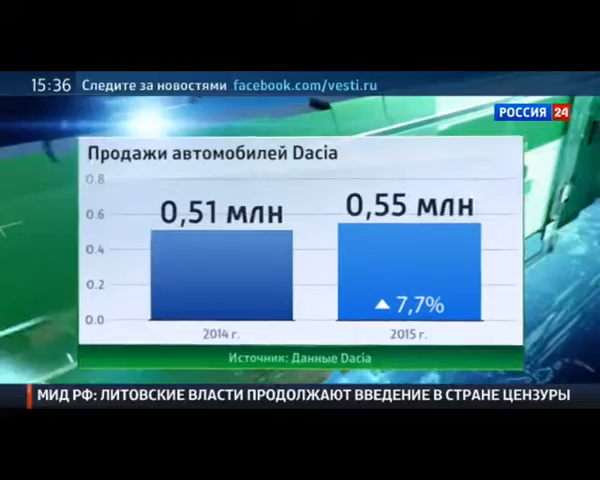 15:36 Следите за новостями facebook.com/vesti.ru
РОССИЯ 24
Продажи автомобилей Dacia
0.8
0.6
0.4
0.2
0.0
0,51 млн
0,55 млн
7,7%
2014 г.
2015 г.
Источник: Данные Dacia
МИД РФ: ЛИТОВСКИЕ ВЛАСТИ ПРОДОЛЖАЮТ ВВЕДЕНИЕ В СТРАНЕ ЦЕНЗУРЫ